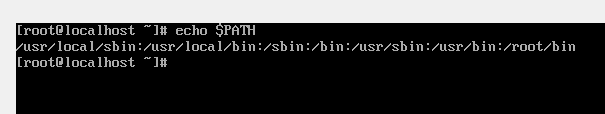 [root@localhost ~]# echo $PATH
/usr/local/sbin:/usr/local/bin:/sbin:/bin:/usr/sbin:/usr/bin:/root/bin
[root@localhost ~]#